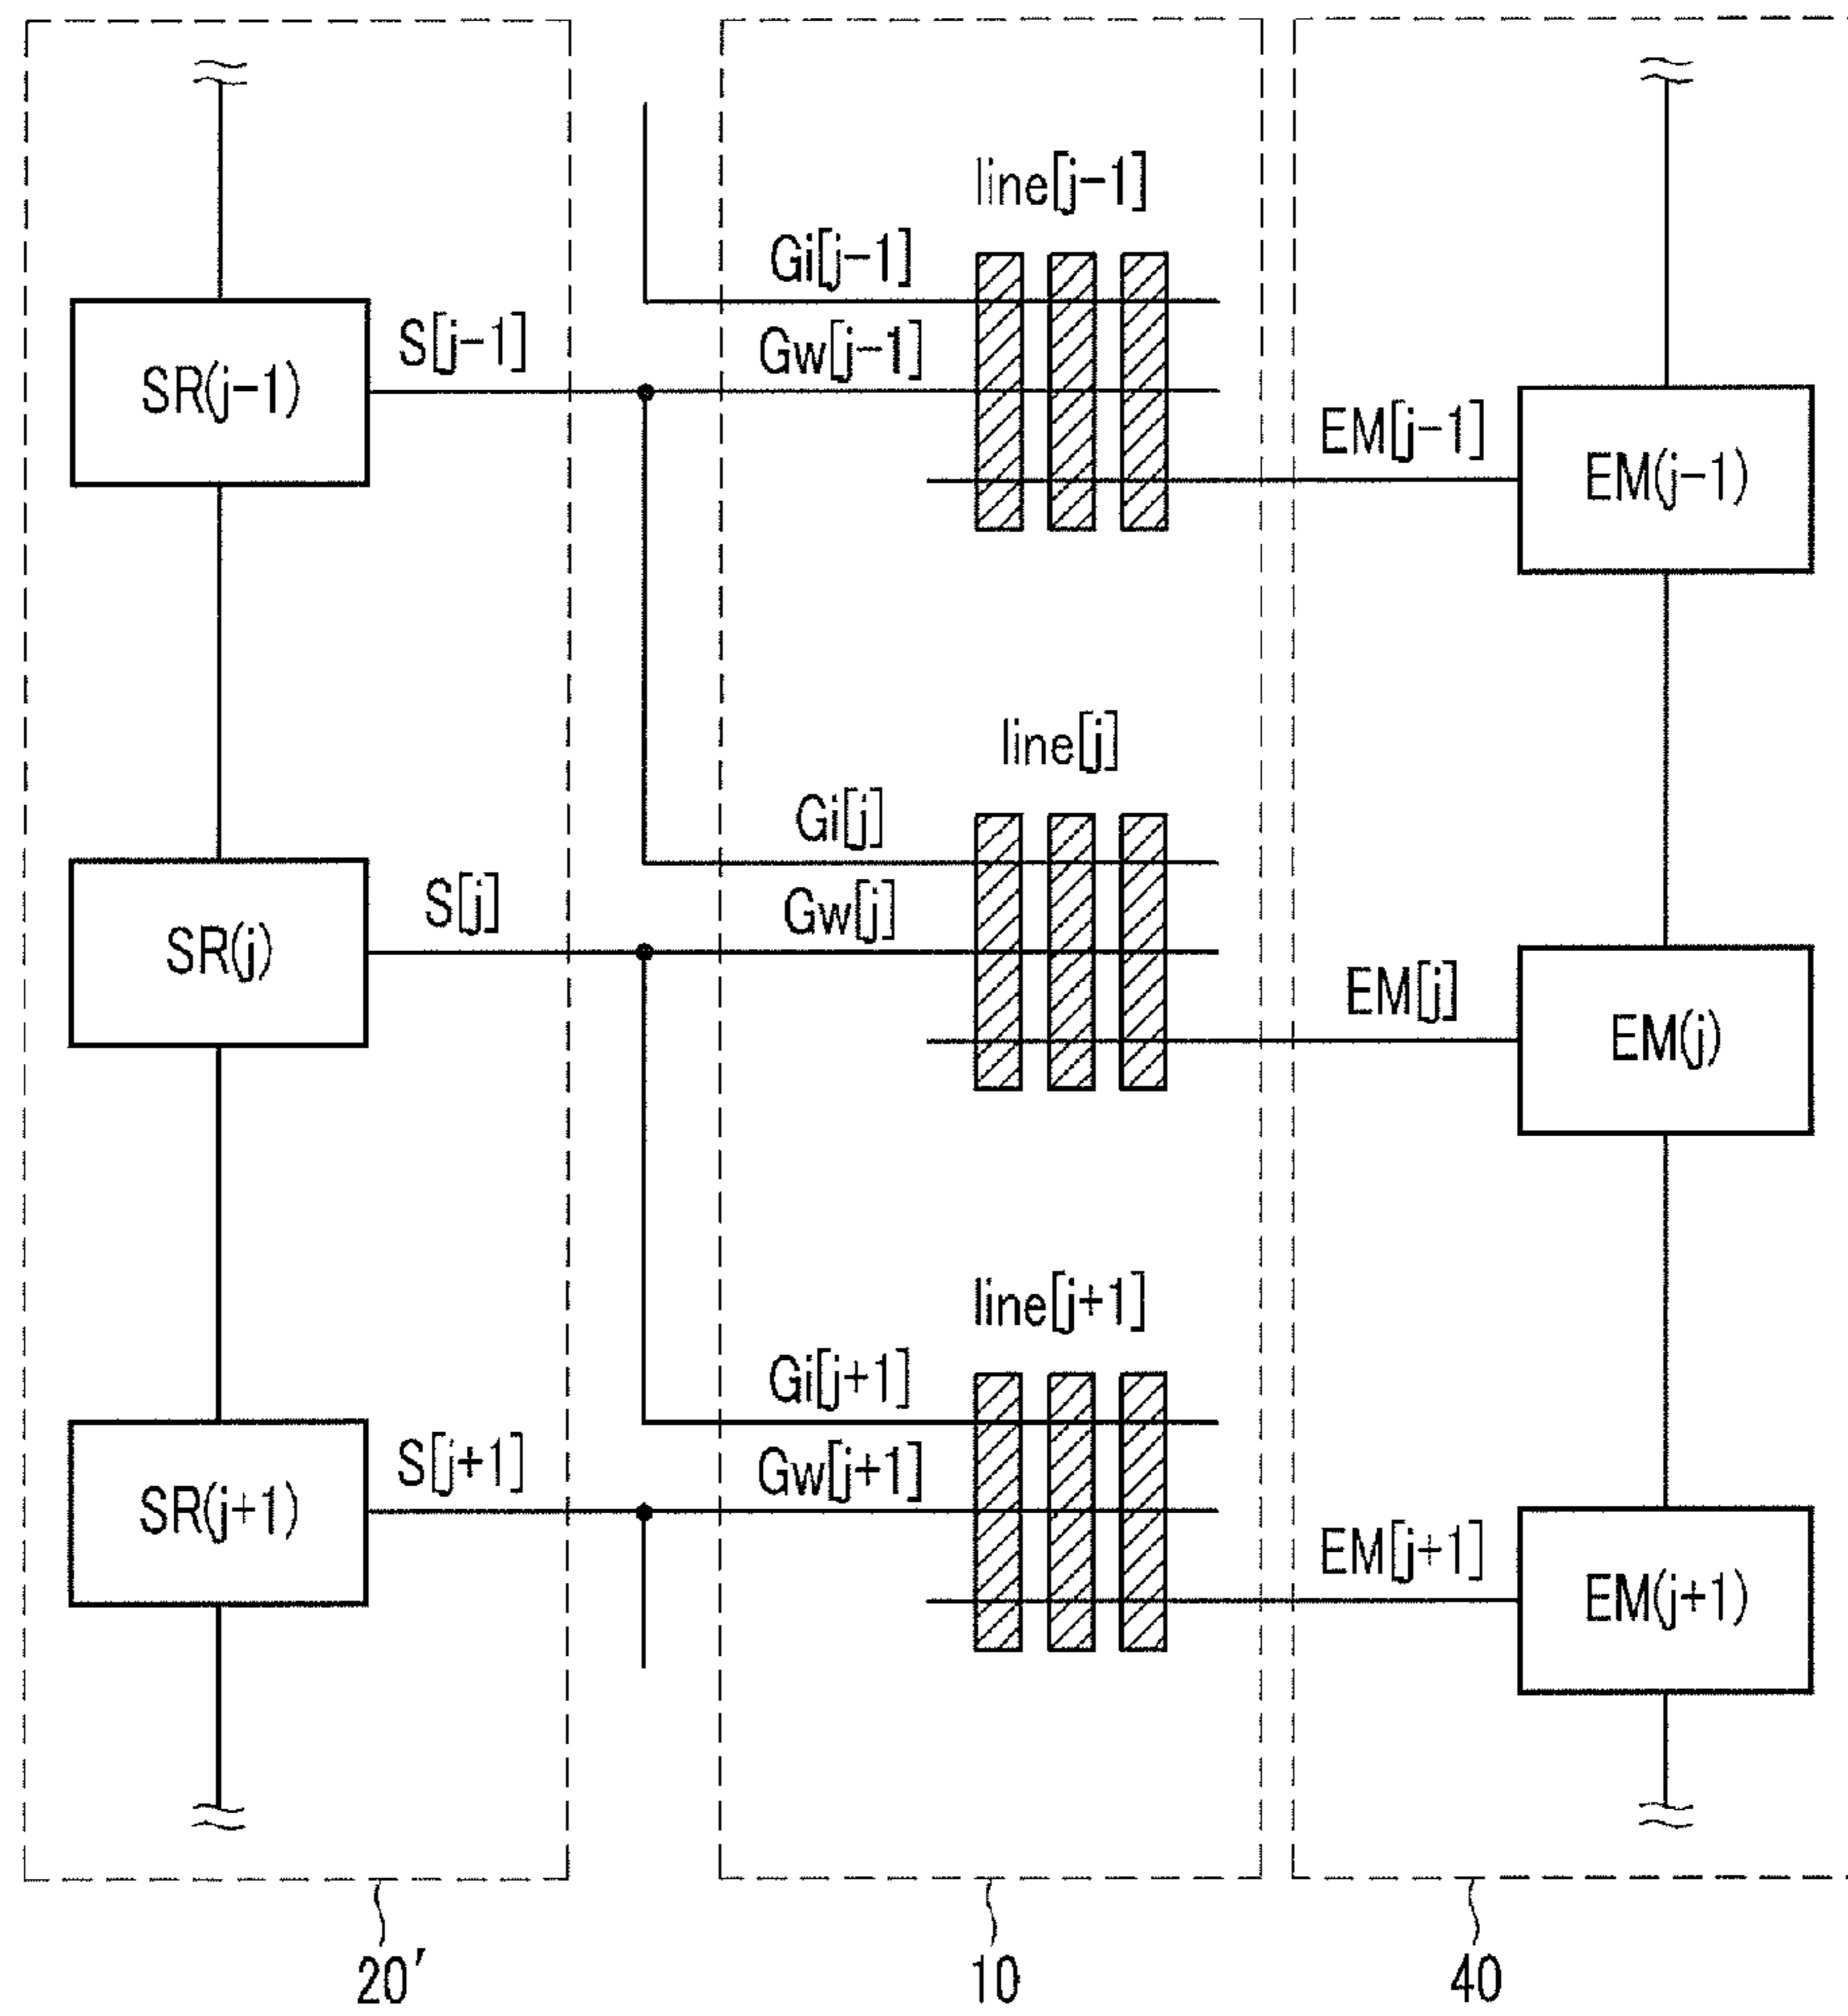 line[j-1]
Gi[j-1]
S[j-1]
Gw[j-1]
SR(j-1)
EM[j-1]
EM(j-1)
line[j]
Gi[j]
S[j]
Gw[j]
SR(j)
EM[j]
EM(j)
line[j+1]
Gi[j+1]
S[j+1]
Gw[j+1]
SR(j+1)
EM[j+1]
EM(j+1)
20′
10
40